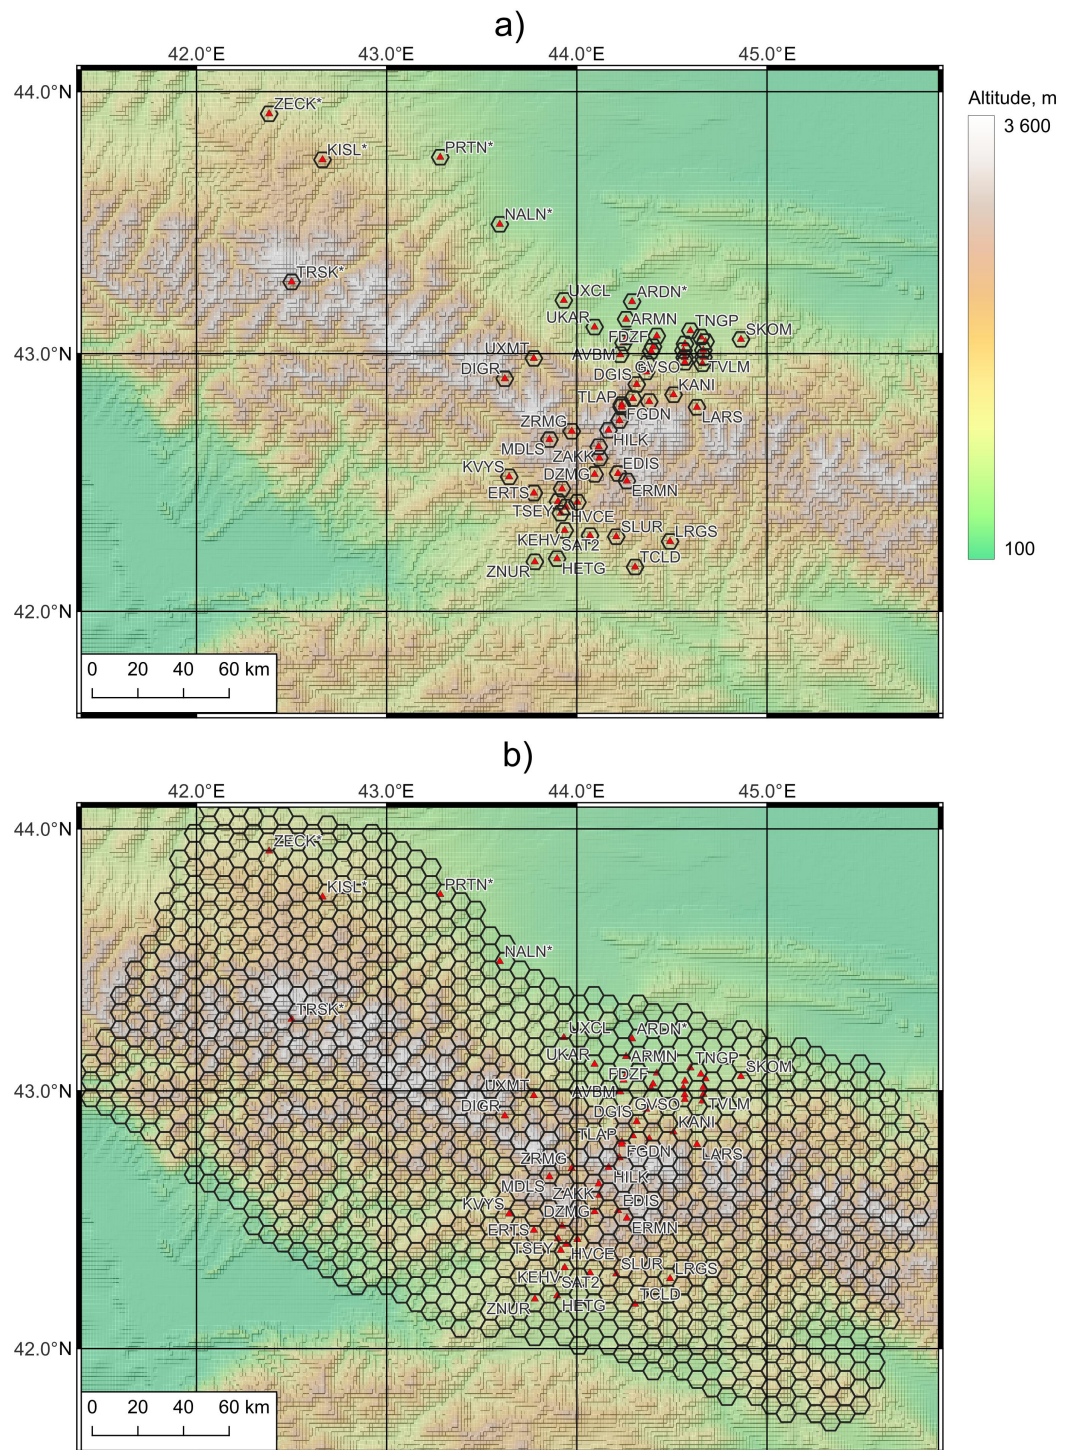 a)
42.0°E 43.0°E 44.0°E 45.0°E
44.0°N
43.0°N
42.0°N
ZECK*
KISL*
PRTN*
NALN*
TRSK*
UXCL
ARDN*
UKAR
ARMN
TNGP
FDZF
SKOM
UXMT
AVBM
GVSO
TVLM
DIGR
DGIS
KANI
TLAP
FGDN
LARS
ZRMG
HILK
MDLS
ZAKK
KVYS
DZMG
EDIS
ERTS
ERMN
TSEY
HVCE
KEHV
SAT2
SLUR
LRGS
ZNUR
HETG
TCLD
0 20 40 60 km
Altitude, m
3 600
100
b)
42.0°E 43.0°E 44.0°E 45.0°E
44.0°N
43.0°N
42.0°N
ZECK*
KISL*
PRTN*
NALN*
TRSK*
UXCL
ARDN*
UKAR
ARMN
TNGP
FDZF
SKOM
UXMT
AVBM
GVSO
TVLM
DIGR
DGIS
KANI
TLAP
FGDN
LARS
ZRMG
HILK
MDLS
ZAKK
KVYS
DZMG
EDIS
ERTS
ERMN
TSEY
HVCE
KEHV
SAT2
SLUR
LRGS
ZNUR
HETG
TCLD
0 20 40 60 km